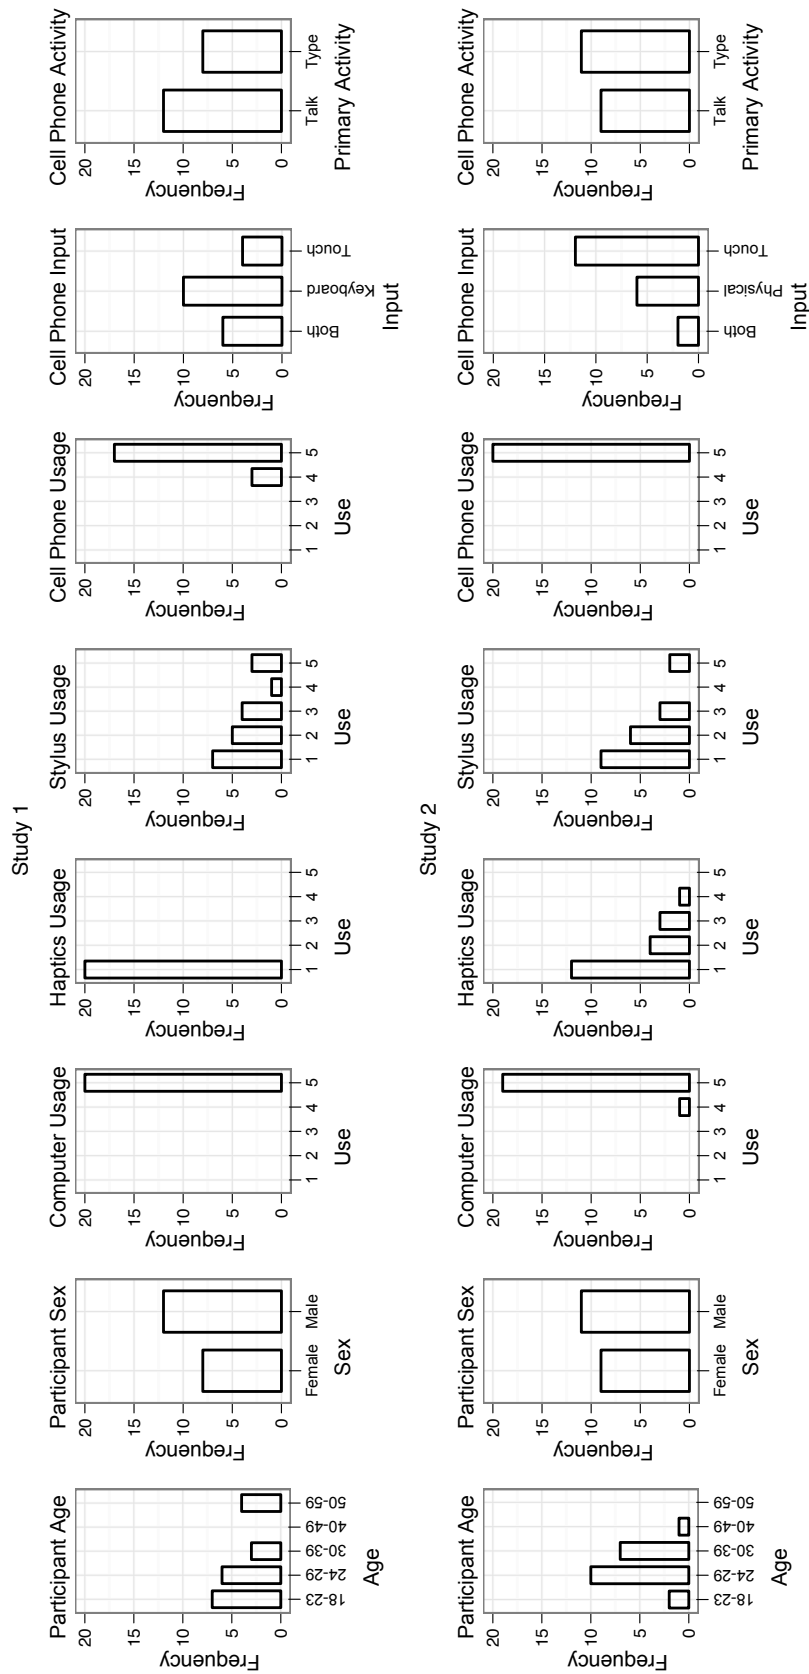 Study 1
Participant Age
Frequency
20
15
10
5
0
18-23
24-29
30-39
40-49
50-59
Age
Participant Sex
Frequency
20
15
10
5
0
Female Male
Sex
Computer Usage
Frequency
20
15
10
5
0
1 2 3 4 5
Use
Haptics Usage
Frequency
20
15
10
5
0
1 2 3 4 5
Use
Stylus Usage
Frequency
20
15
10
5
0
1 2 3 4 5
Use
Cell Phone Usage
Frequency
20
15
10
5
0
1 2 3 4 5
Use
Cell Phone Input
Frequency
20
15
10
5
0
Both
Keyboard
Touch
Input
Cell Phone Activity
Frequency
20
15
10
5
0
Talk Type
Primary Activity
Study 2
Participant Age
Frequency
20
15
10
5
0
18-23
24-29
30-39
40-49
50-59
Age
Participant Sex
Frequency
20
15
10
5
0
Female Male
Sex
Computer Usage
Frequency
20
15
10
5
0
1 2 3 4 5
Use
Haptics Usage
Frequency
20
15
10
5
0
1 2 3 4 5
Use
Stylus Usage
Frequency
20
15
10
5
0
1 2 3 4 5
Use
Cell Phone Usage
Frequency
20
15
10
5
0
1 2 3 4 5
Use
Cell Phone Input
Frequency
20
15
10
5
0
Both
Physical
Touch
Input
Cell Phone Activity
Frequency
20
15
10
5
0
Talk Type
Primary Activity